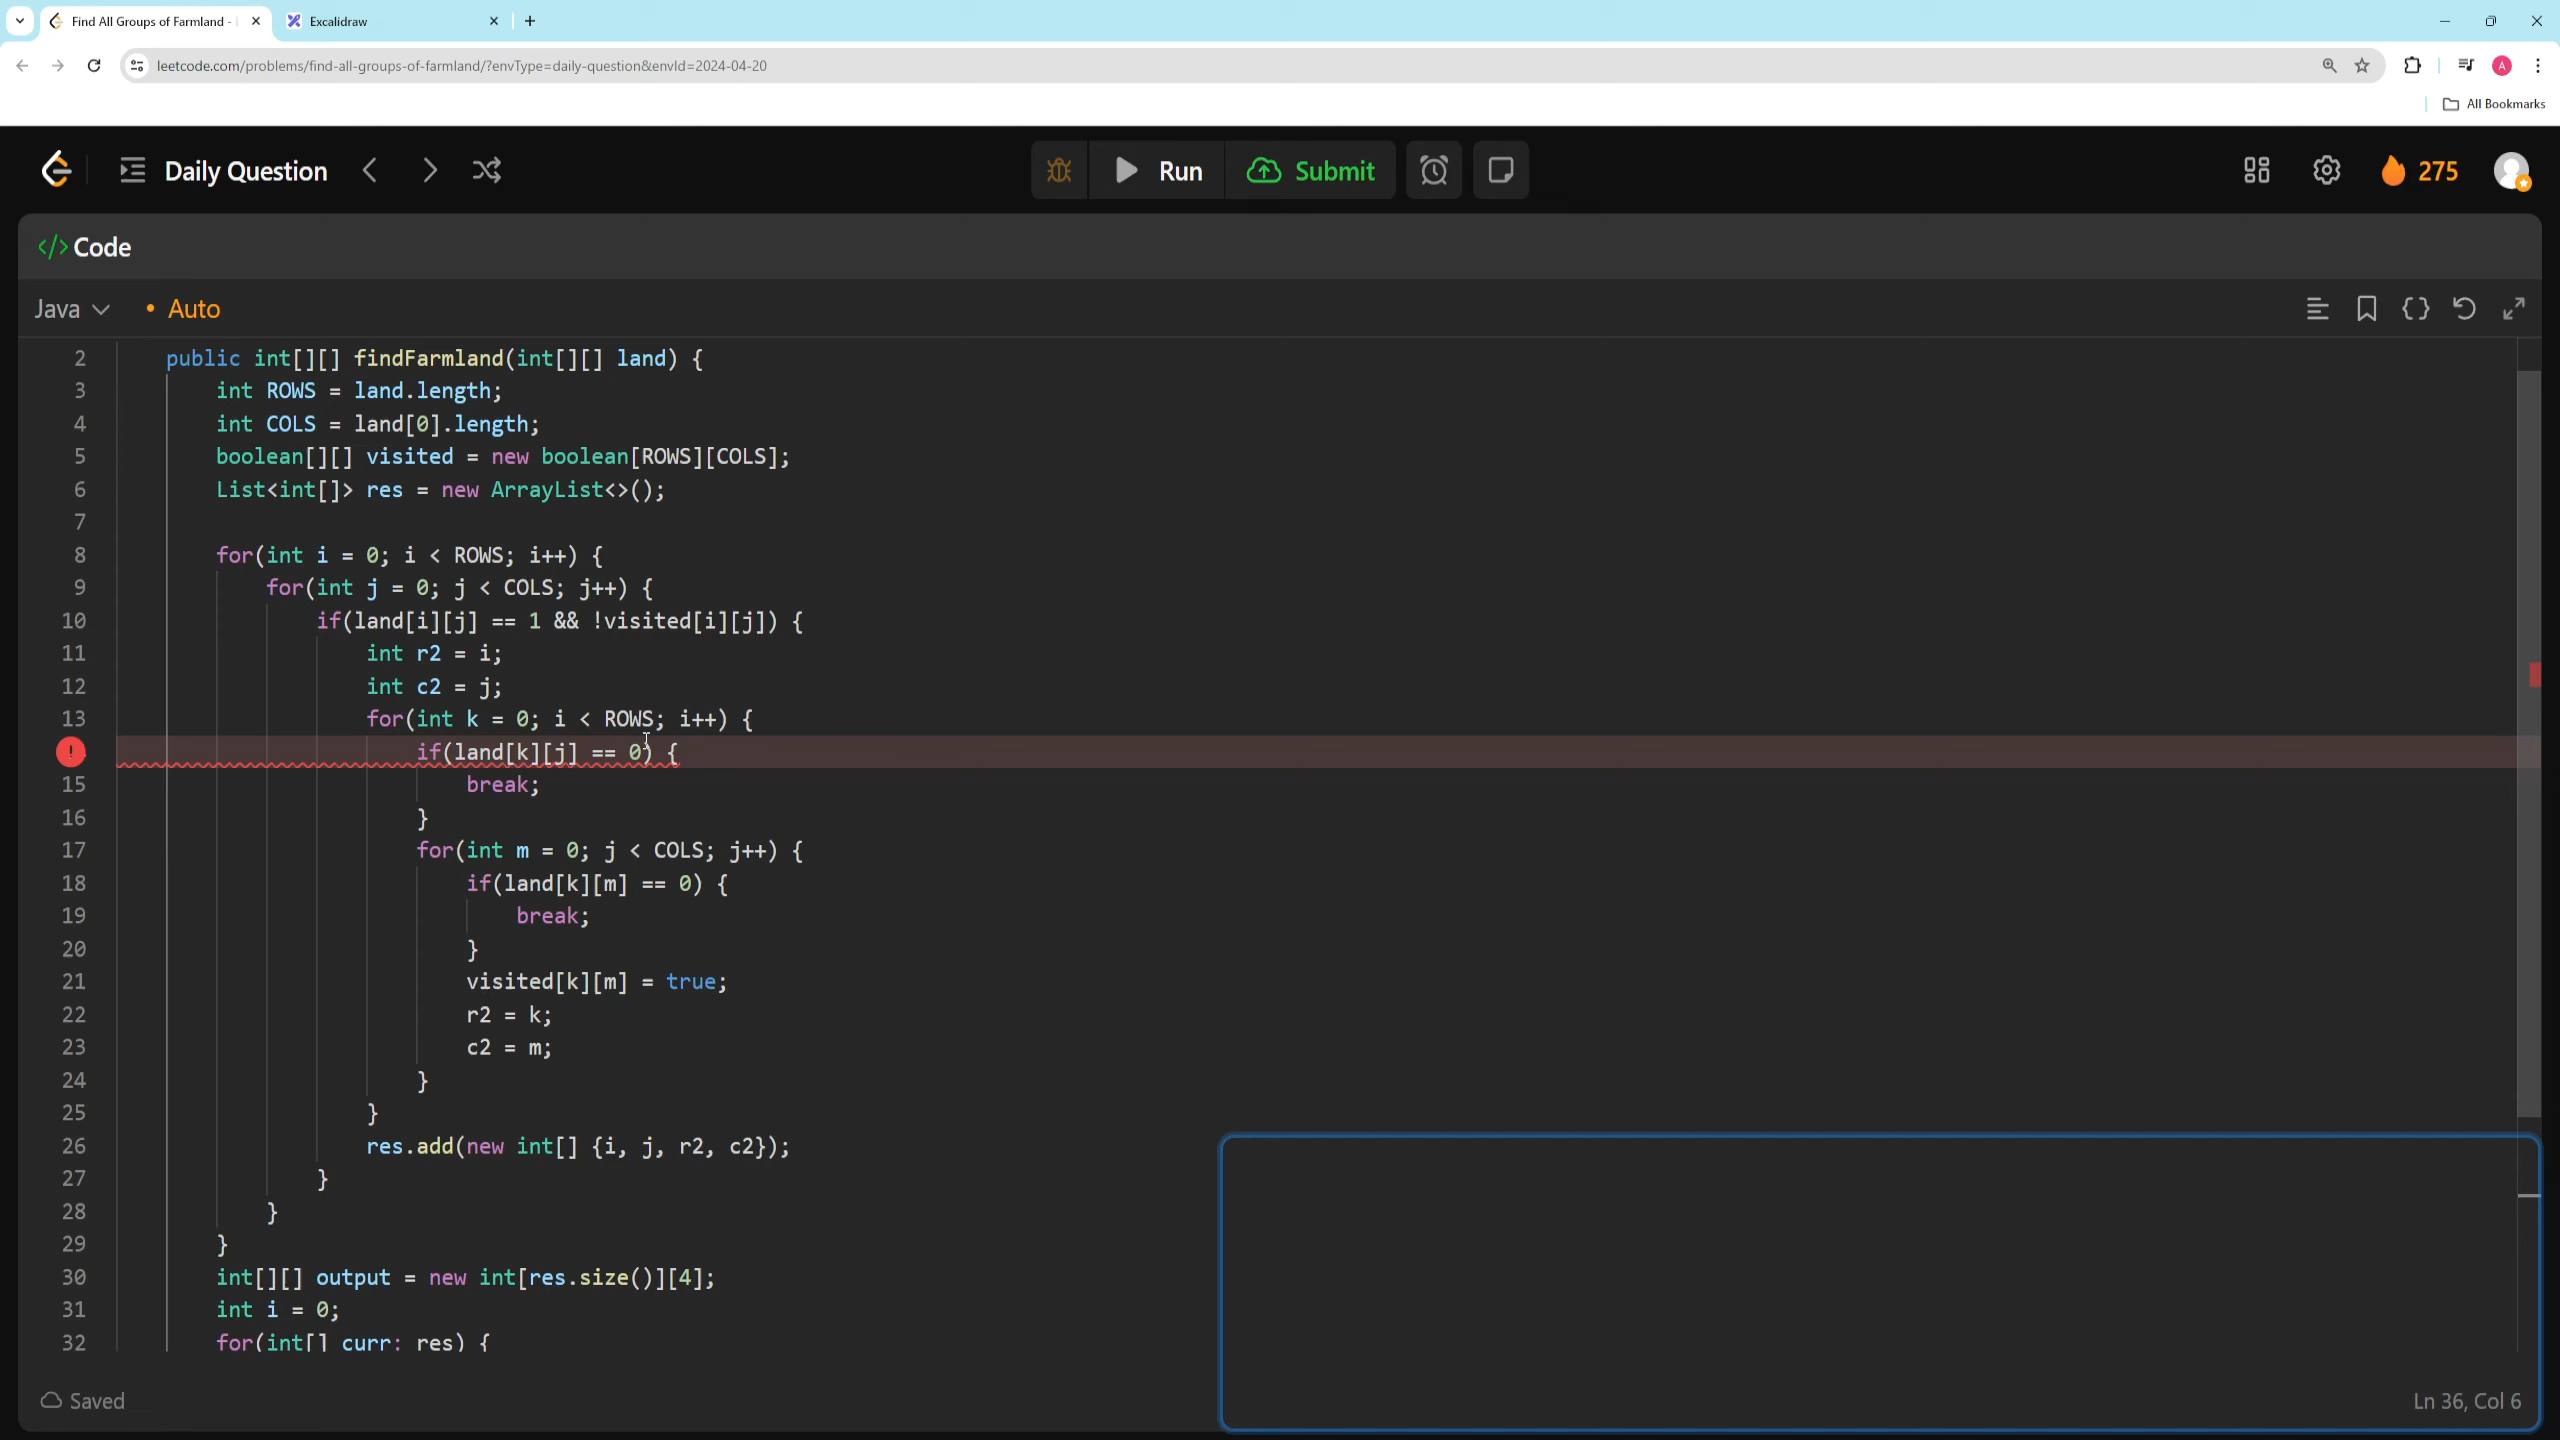 Find All Groups of Farmland -
Excalidraw
leetcode.com/problems/find-all-groups-of-farmland/?envType=daily-question&envId=2024-04-20
A
All Bookmarks
Daily Question
Run
Submit
275
</> Code
Java
• Auto
2 public int[][] findFarmland(int[][] land) {
3 int ROWS = land.length;
4 int COLS = land[0].length;
5 boolean[][] visited = new boolean[ROWS][COLS];
6 List<int[]> res = new ArrayList<>();
7
8 for(int i = 0; i < ROWS; i++) {
9 for(int j = 0; j < COLS; j++) {
10 if(land[i][j] == 1 && !visited[i][j]) {
11 int r2 = i;
12 int c2 = j;
13 for(int k = 0; i < ROWS; i++) {
if(land[k][j] == 0) {
15 break;
16 }
17 for(int m = 0; j < COLS; j++) {
18 if(land[k][m] == 0) {
19 break;
20 }
21 visited[k][m] = true;
22 r2 = k;
23 c2 = m;
24 }
25 }
26 res.add(new int[] {i, j, r2, c2});
27 }
28 }
29 }
30 int[][] output = new int[res.size()][4];
31 int i = 0;
32 for(int[] curr: res) {
Saved
Ln 36, Col 6